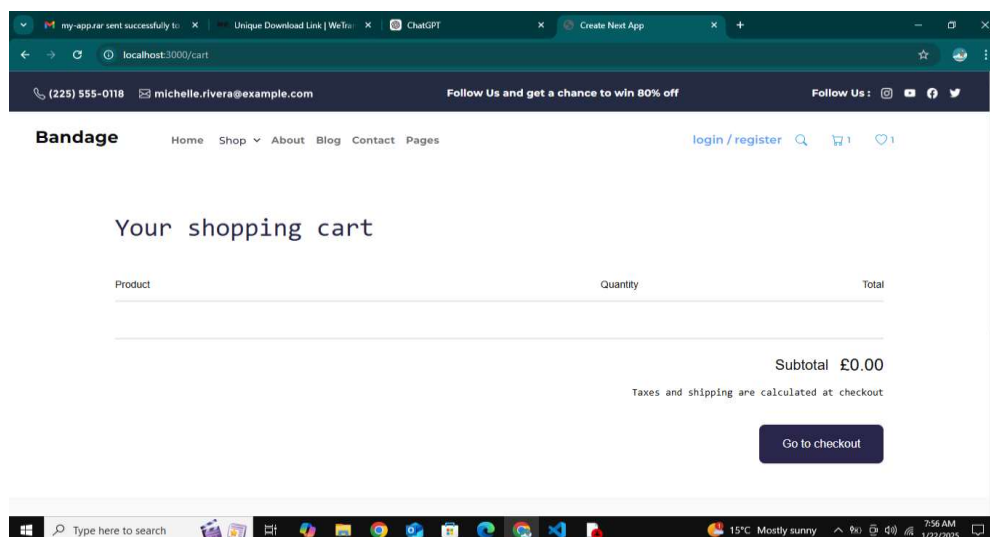 my-app.rar sent successfully to
Unique Download Link | WeTra
ChatGPT
Create Next App
localhost:3000/cart
(225) 555-0118 michelle.rivera@example.com Follow Us and get a chance to win 80% off Follow Us :
Bandage Home Shop About Blog Contact Pages login / register 1 1
Your shopping cart
Product Quantity Total
Subtotal £0.00
Taxes and shipping are calculated at checkout
Go to checkout
Type here to search 15°C Mostly sunny 7:56 AM
1/22/2025